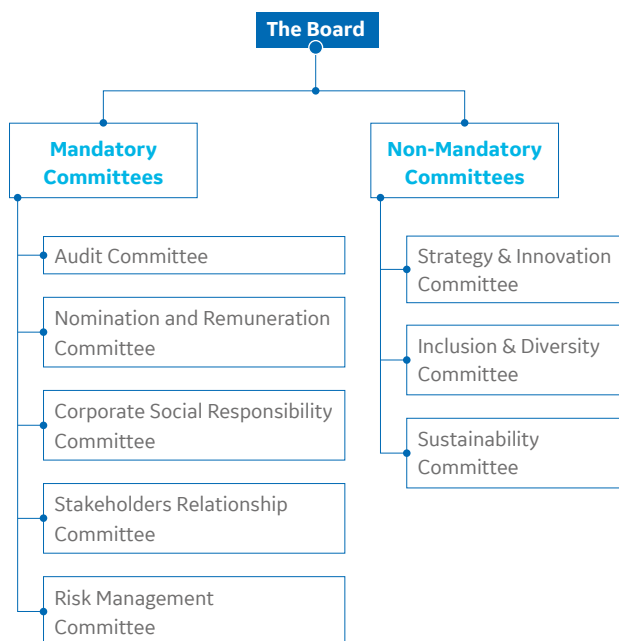 The Board
Mandatory
Committees
Audit Committee
Nomination and Remuneration
Committee
Corporate Social Responsibility
Committee
Stakeholders Relationship
Committee
Risk Management
Committee
Non-Mandatory
Committees
Strategy & Innovation
Committee
Inclusion & Diversity
Committee
Sustainability
Committee